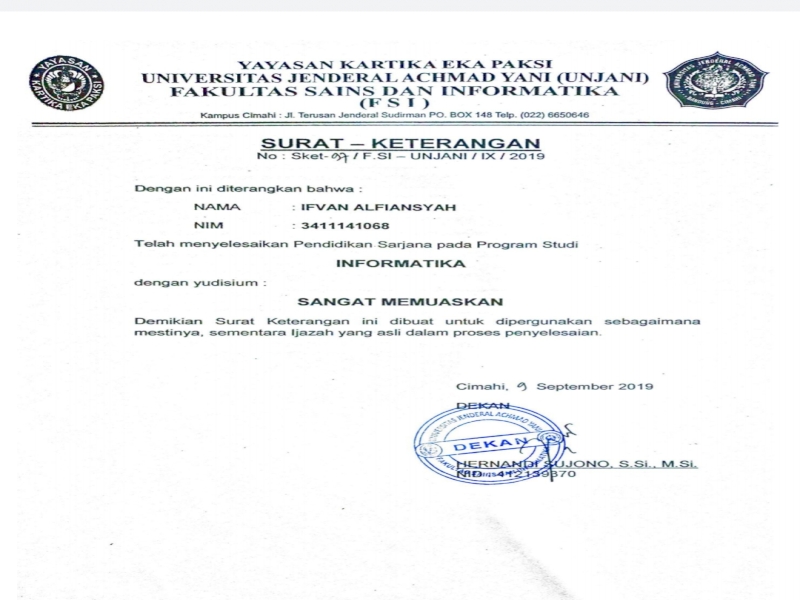 YAYASAN KARTIKA EKA PAKSI
UNIVERSITAS JENDERAL ACHMAD YANI (UNJANI)
FAKULTAS SAINS DAN INFORMATIKA
(F S I)
Kampus Cimahi : Jl. Terusan Jenderal Sudirman PO. BOX 148 Telp. (022) 6650646
YAYASAN
KARTIKA EKA PAKSI
UNIVERSITAS JENDERAL ACHMAD YANI
BANDUNG - CIMAHI
SURAT – KETERANGAN
No : Sket-97 / F.SI – UNJANI / IX / 2019
Dengan ini diterangkan bahwa :
NAMA : IFVAN ALFIANSYAH
NIM : 3411141068
Telah menyelesaikan Pendidikan Sarjana pada Program Studi
INFORMATIKA
dengan yudisium :
SANGAT MEMUASKAN
Demikian Surat Keterangan ini dibuat untuk dipergunakan sebagaimana
mestinya, sementara Ijazah yang asli dalam proses penyelesaian.
Cimahi, 9 September 2019
DEKAN
UNIVERSITAS JENDERAL ACHMAD YANI
DEKAN
HERNANDI SUJONO, S.Si., M.Si.
NID. 412139370